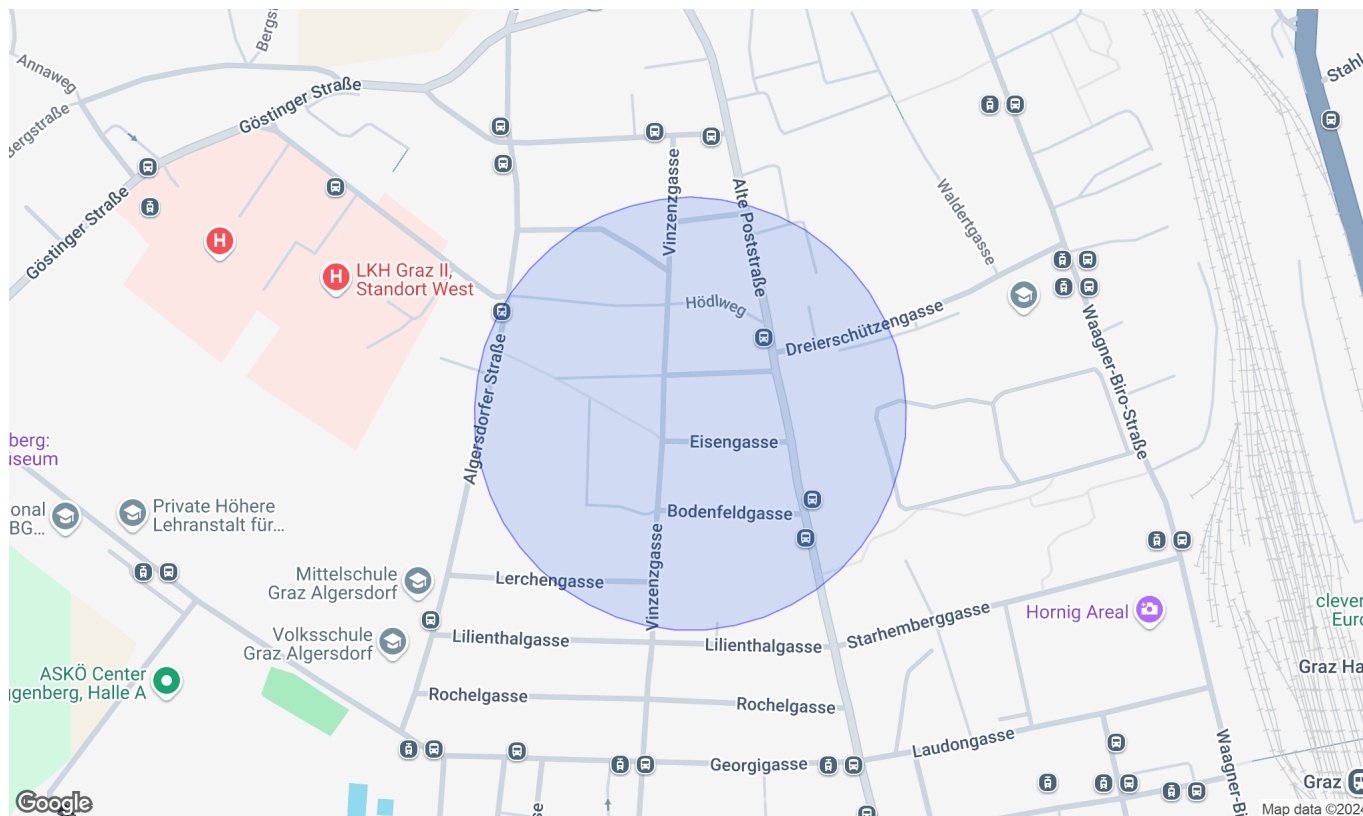 Annaweg
Bergstraße
Göstinger Straße
Stahl
Bergstraße
Göstinger Straße
Vinzenzgasse
Alte Poststraße
Waldertgasse
LKH Graz II,
Standort West
Hödlweg
Dreierschützengasse
Waagner-Biro-Straße
Algersdorfer Straße
berg:
useum
Eisengasse
onal
BG...
Private Höhere
Lehranstalt für...
Bodenfeldgasse
Vinzenzgasse
Mittelschule
Graz Algersdorf
Lerchengasse
Hornig Areal
clever
Euro
Volksschule
Graz Algersdorf
Lilienthalgasse
Lilienthalgasse
Starhemberggasse
ASKÖ Center
ggenberg, Halle A
Graz Ha
Rochelgasse
Rochelgasse
Laudongasse
Waagner-Bi
Georgigasse
Graz
Google
Map data ©2024